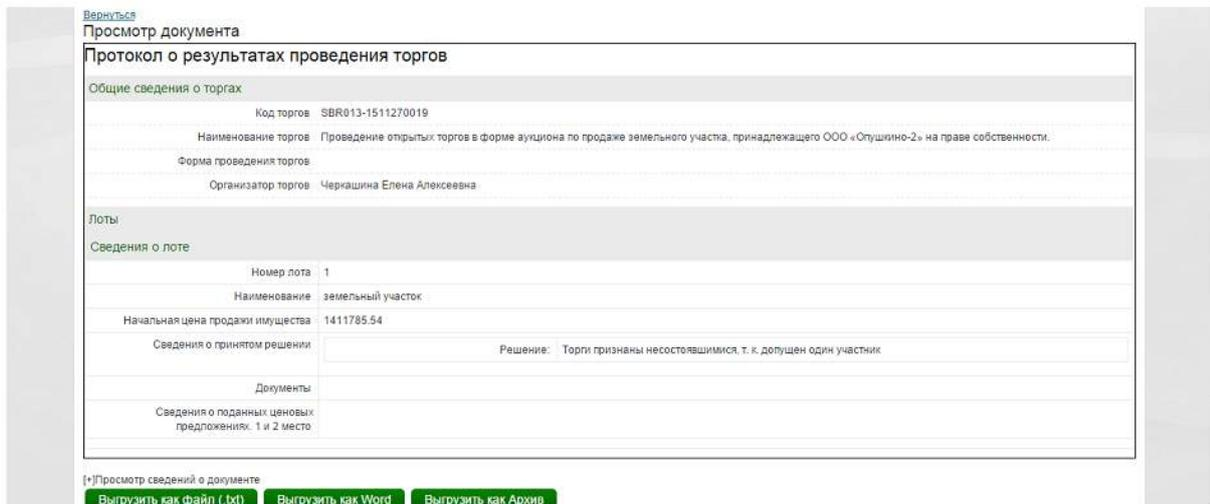 Вернуться
Просмотр документа
Протокол о результатах проведения торгов
Общие сведения о торгах
Код торгов SBR013-1511270019
Наименование торгов Проведение открытых торгов в форме аукциона по продаже земельного участка, принадлежащего ООО «Опушкино-2» на праве собственности.
Форма проведения торгов
Организатор торгов Черкашина Елена Алексеевна
Лоты
Сведения о лоте
Номер лота 1
Наименование земельный участок
Начальная цена продажи имущества 1411785.54
Сведения о принятом решении Решение: Торги признаны несостоявшимися, т. к. допущен один участник
Документы
Сведения о поданных ценовых
предложениях. 1 и 2 место
[+]Просмотр сведений о документе
Выгрузить как файл (.txt) Выгрузить как Word Выгрузить как Архив